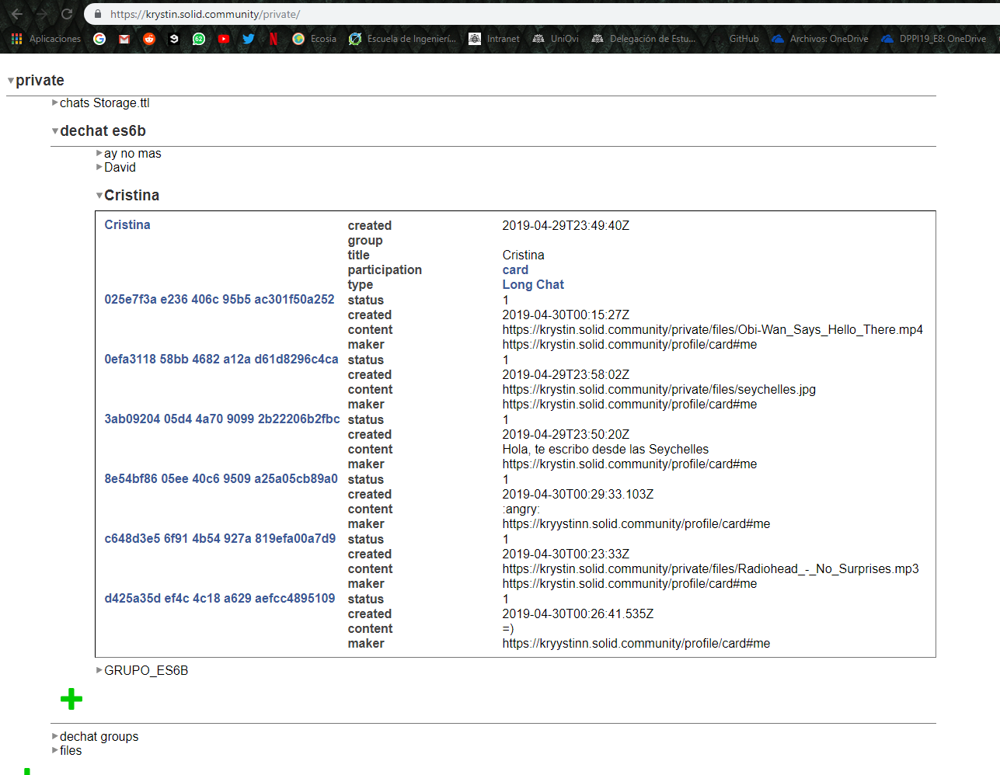 https://krystin.solid.community/private/
Aplicaciones 62 Ecosia Escuela de Ingenierí... Intranet UniOvi Delegación de Estu... GitHub Archivos: OneDrive DPPI19_E8: OneDrive
private
chats Storage.ttl
dechat es6b
ay no mas
David
Cristina
Cristina created 2019-04-29T23:49:40Z
group
title Cristina
participation card
type Long Chat
025e7f3a e236 406c 95b5 ac301f50a252 status 1
created 2019-04-30T00:15:27Z
content https://krystin.solid.community/private/files/Obi-Wan_Says_Hello_There.mp4
maker https://krystin.solid.community/profile/card#me
0efa3118 58bb 4682 a12a d61d8296c4ca status 1
created 2019-04-29T23:58:02Z
content https://krystin.solid.community/private/files/seychelles.jpg
maker https://krystin.solid.community/profile/card#me
3ab09204 05d4 4a70 9099 2b22206b2fbc status 1
created 2019-04-29T23:50:20Z
content Hola, te escribo desde las Seychelles
maker https://krystin.solid.community/profile/card#me
8e54bf86 05ee 40c6 9509 a25a05cb89a0 status 1
created 2019-04-30T00:29:33.103Z
content :angry:
maker https://kryystinn.solid.community/profile/card#me
c648d3e5 6f91 4b54 927a 819efa00a7d9 status 1
created 2019-04-30T00:23:33Z
content https://krystin.solid.community/private/files/Radiohead_-_No_Surprises.mp3
maker https://krystin.solid.community/profile/card#me
d425a35d ef4c 4c18 a629 aefcc4895109 status 1
created 2019-04-30T00:26:41.535Z
content =)
maker https://kryystinn.solid.community/profile/card#me
GRUPO_ES6B
dechat groups
files